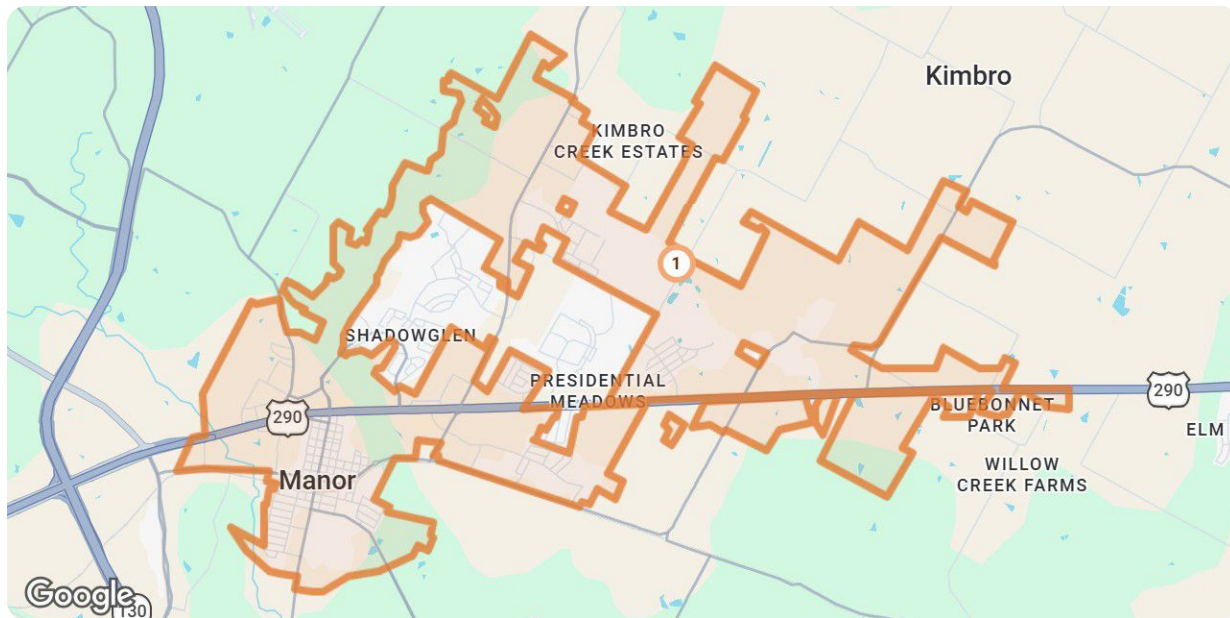 Kimbro
KIMBRO
CREEK ESTATES
1
SHADOWGLEN
PRESIDENTIAL
MEADOWS
290
290
BLUEBONNET
PARK
ELM
Manor
WILLOW
CREEK FARMS
Google
130